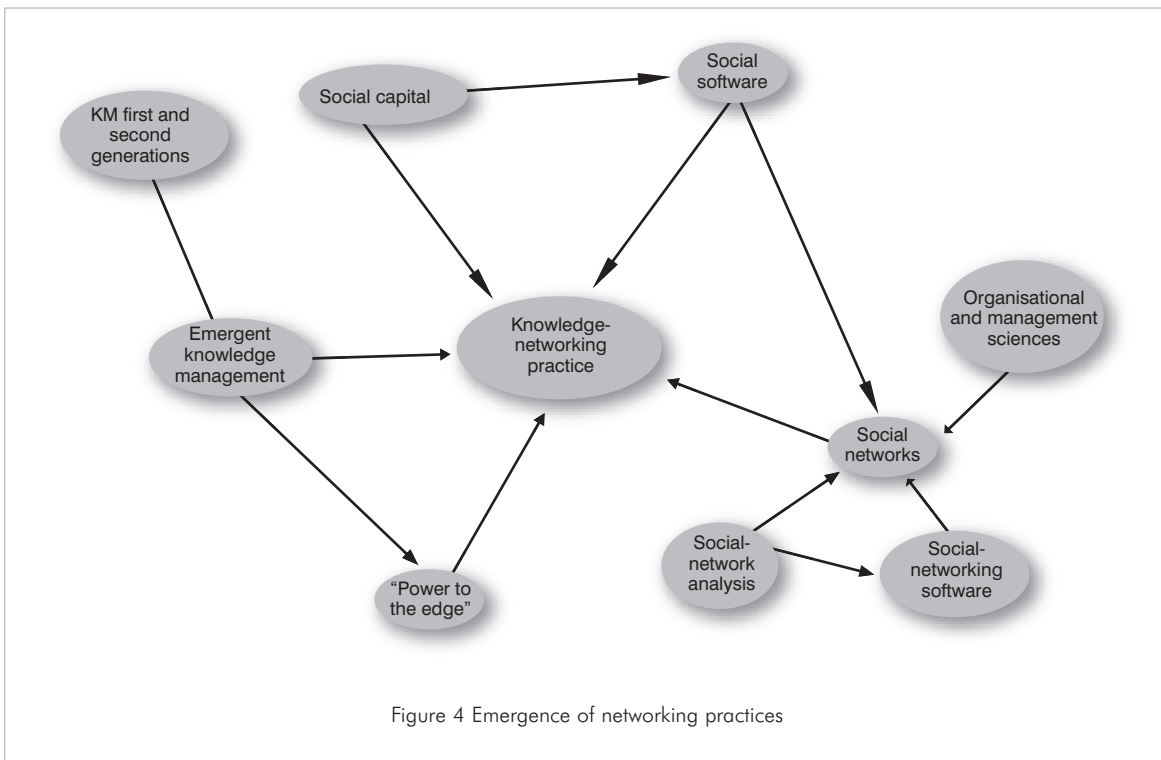 Social
software
Social capital
KM first and
second
generations
Organisational
and management
sciences
Knowledge-
networking
practice
Emergent
knowledge
management
Social
networks
Social-
network
analysis
Social-
networking
software
“Power to
the edge”
Figure 4 Emergence of networking practices